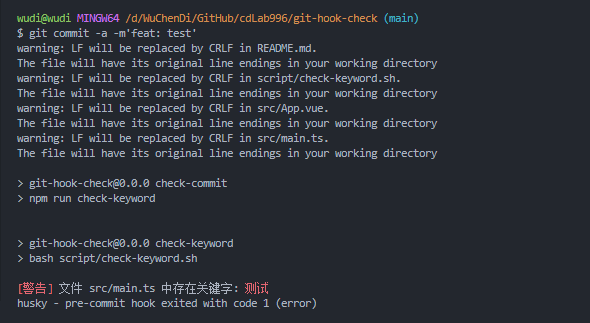 wudi@wudi MINGW64 /d/WuChenDi/GitHub/cdLab996/git-hook-check (main)
$ git commit -a -m'feat: test'
warning: LF will be replaced by CRLF in README.md.
The file will have its original line endings in your working directory
warning: LF will be replaced by CRLF in script/check-keyword.sh.
The file will have its original line endings in your working directory
warning: LF will be replaced by CRLF in src/App.vue.
The file will have its original line endings in your working directory
warning: LF will be replaced by CRLF in src/main.ts.
The file will have its original line endings in your working directory
> git-hook-check@0.0.0 check-commit
> npm run check-keyword
> git-hook-check@0.0.0 check-keyword
> bash script/check-keyword.sh
[警告] 文件 src/main.ts 中存在关键字: 测试
husky - pre-commit hook exited with code 1 (error)